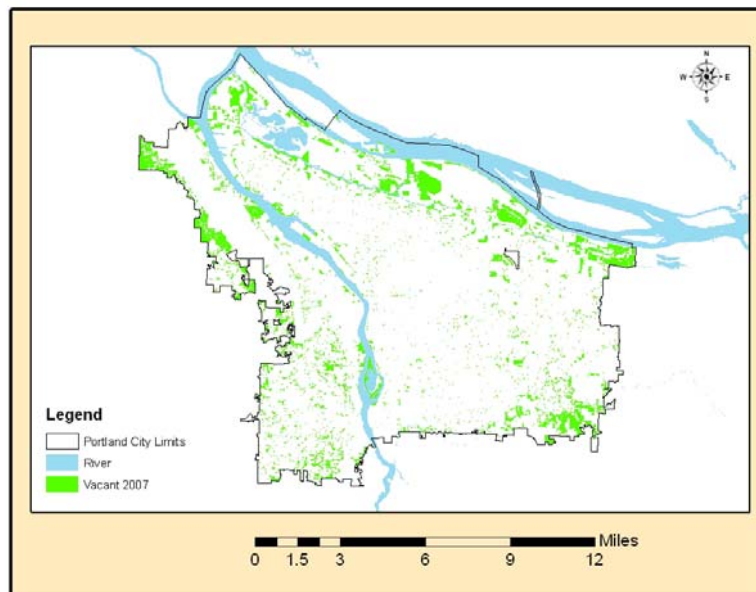 N
W E
S
Legend
Portland City Limits
River
Vacant 2007
Miles
0 1.5 3 6 9 12